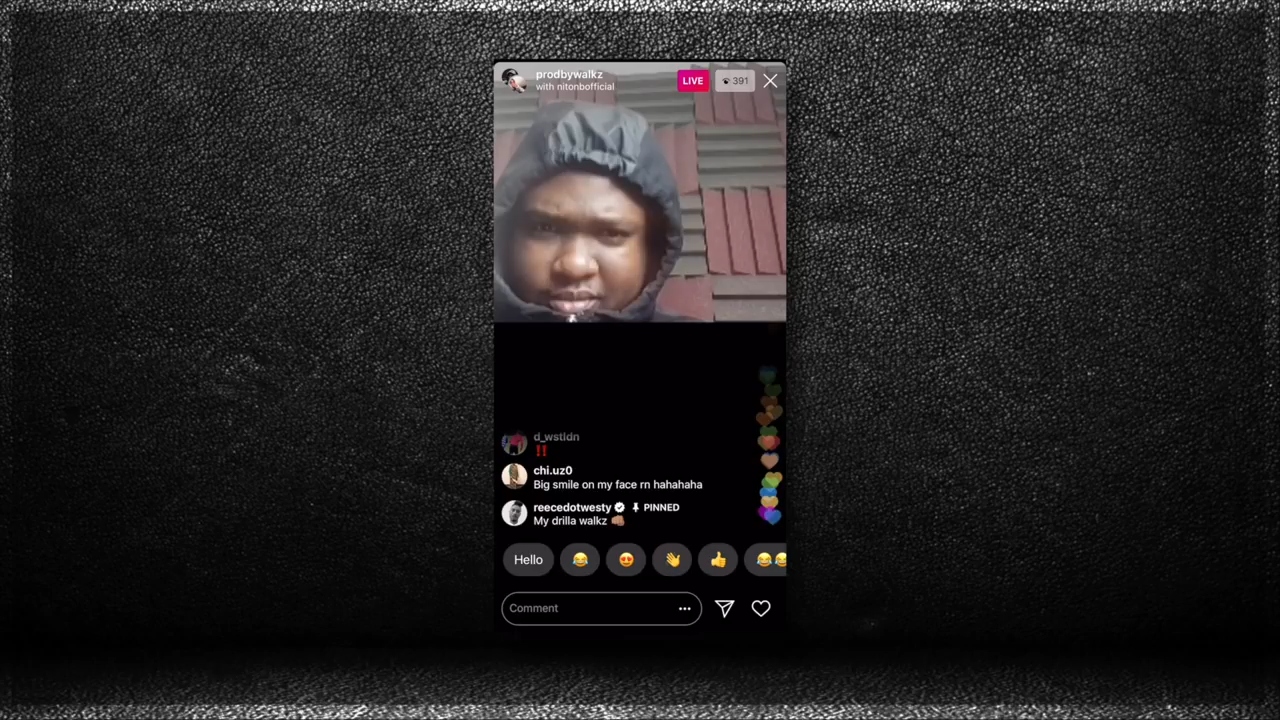 prodbywalkz
with nitonbofficial
LIVE
391
d_wstldn
‼️
chi.uz0
Big smile on my face rn hahahaha
reecedotwesty PINNED
My drilla walkz 👊🏽
Hello 😂 😍 👋 👍 😂😂
Comment